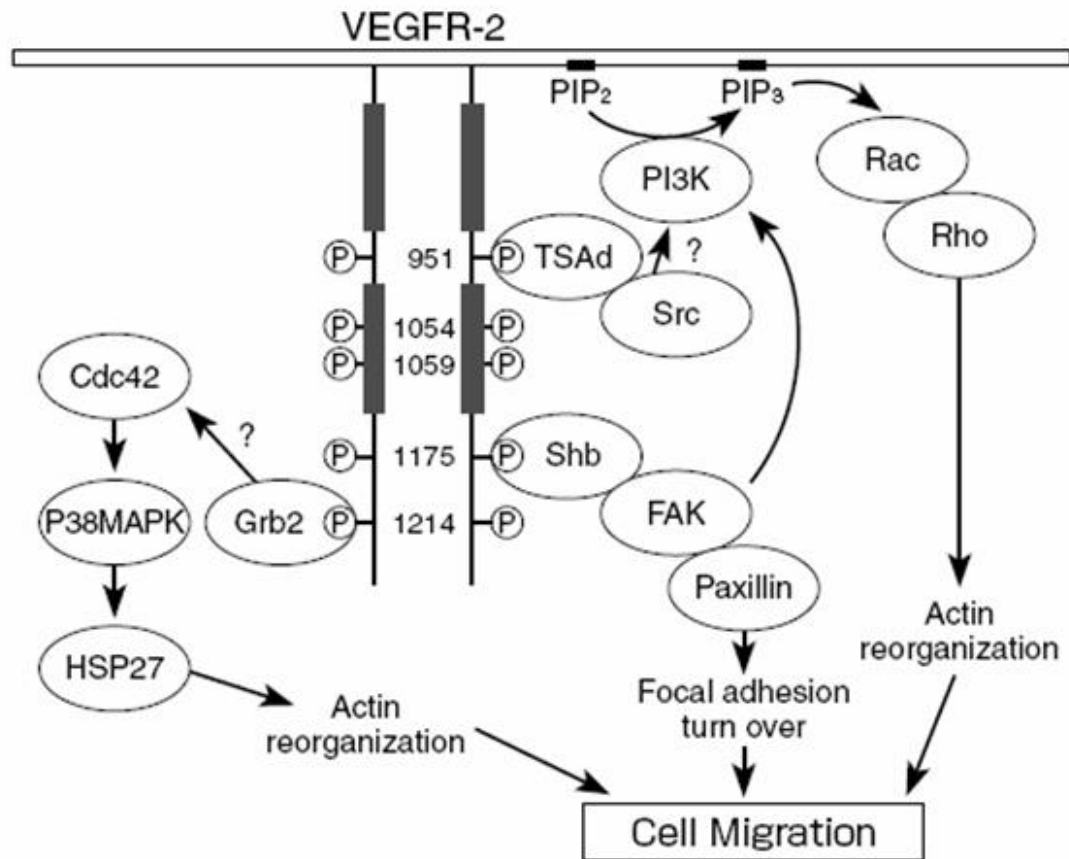 VEGFR-2
PIP₂
PIP₃
PI3K
Rac
Rho
P
951
P
TSAd
?
Src
P
1054
P
P
1059
P
Cdc42
?
P
1175
P
Shb
P38MAPK
Grb2
P
1214
P
FAK
Paxillin
HSP27
Actin
reorganization
Focal adhesion
turn over
Actin
reorganization
Cell Migration